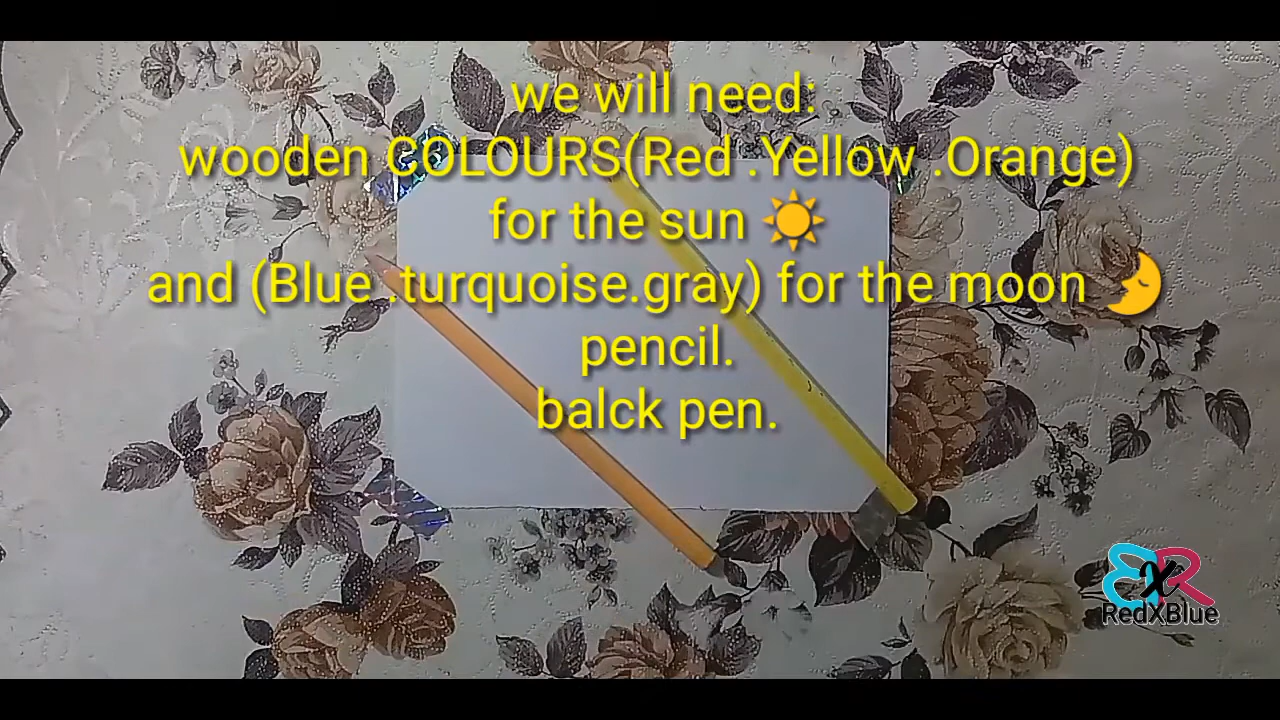 we will need:
wooden COLOURS(Red .Yellow .Orange)
for the sun ☀️
and (Blue .turquoise.gray) for the moon 🌛
pencil.
balck pen.
RedXBlue